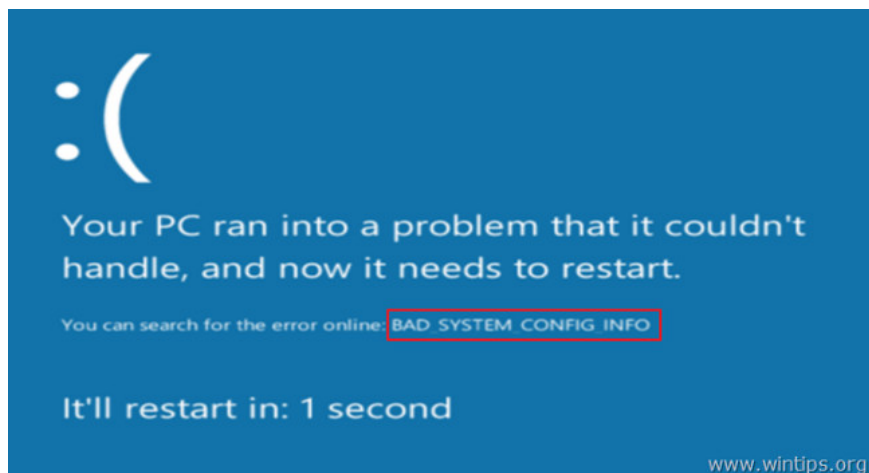 :(
Your PC ran into a problem that it couldn't
handle, and now it needs to restart.
You can search for the error online: BAD_SYSTEM_CONFIG_INFO
It'll restart in: 1 second
www.wintips.org